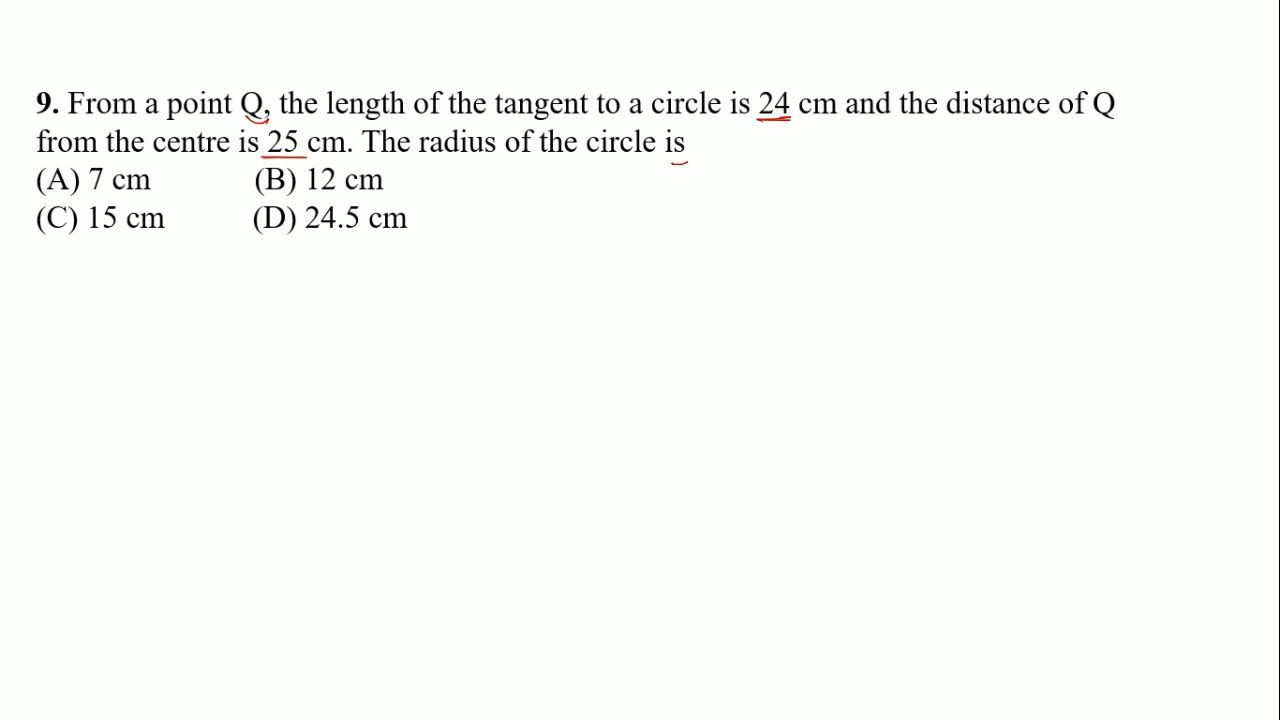 9. From a point Q, the length of the tangent to a circle is 24 cm and the distance of Q
from the centre is 25 cm. The radius of the circle is
(A) 7 cm (B) 12 cm
(C) 15 cm (D) 24.5 cm